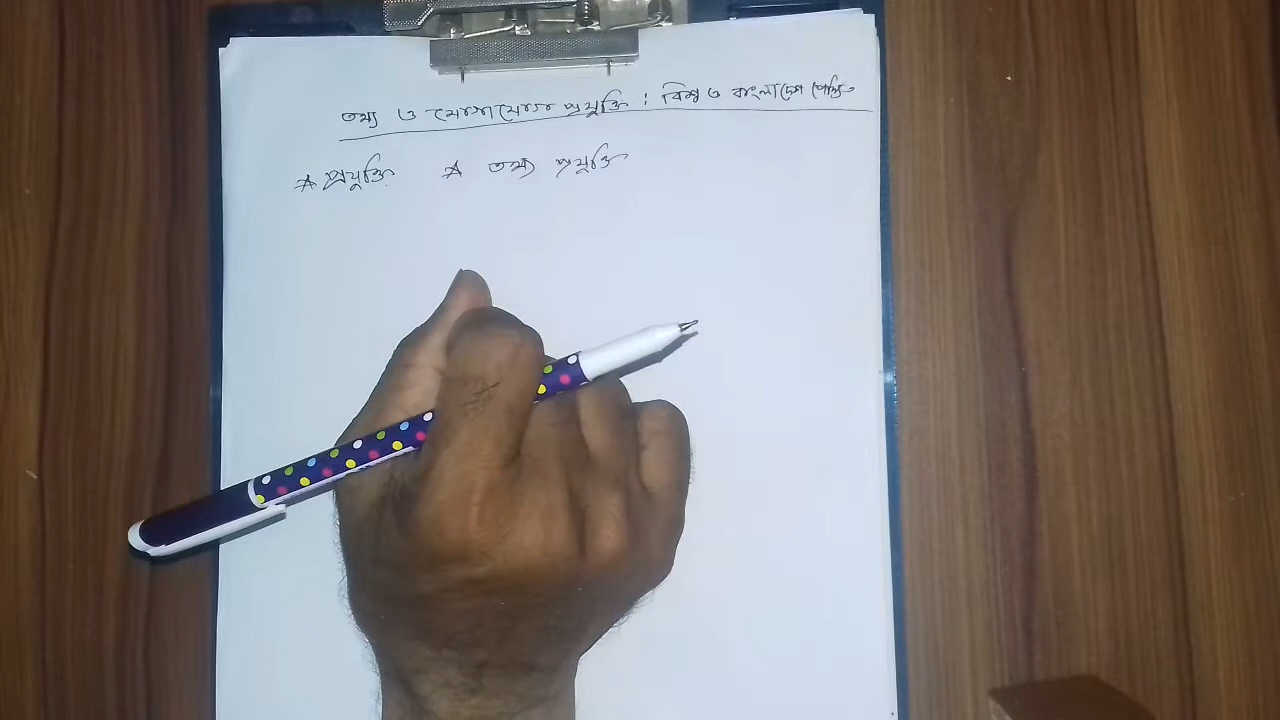 তথ্য ও যোগাযোগ প্রযুক্তি : বিশ্ব ও বাংলাদেশ প্রেক্ষিত
* প্রযুক্তি * তথ্য প্রযুক্তি